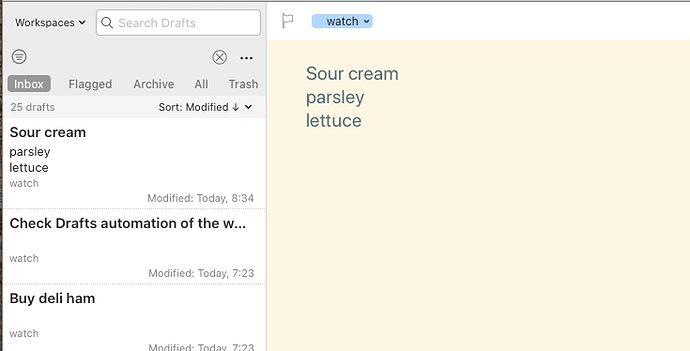 Workspaces
Search Drafts
Inbox Flagged Archive All Trash
25 drafts Sort: Modified ↓
Sour cream
parsley
lettuce
watch
Modified: Today, 8:34
Check Drafts automation of the w...
watch
Modified: Today, 7:23
Buy deli ham
watch
Modified: Today, 7:23
watch
Sour cream
parsley
lettuce